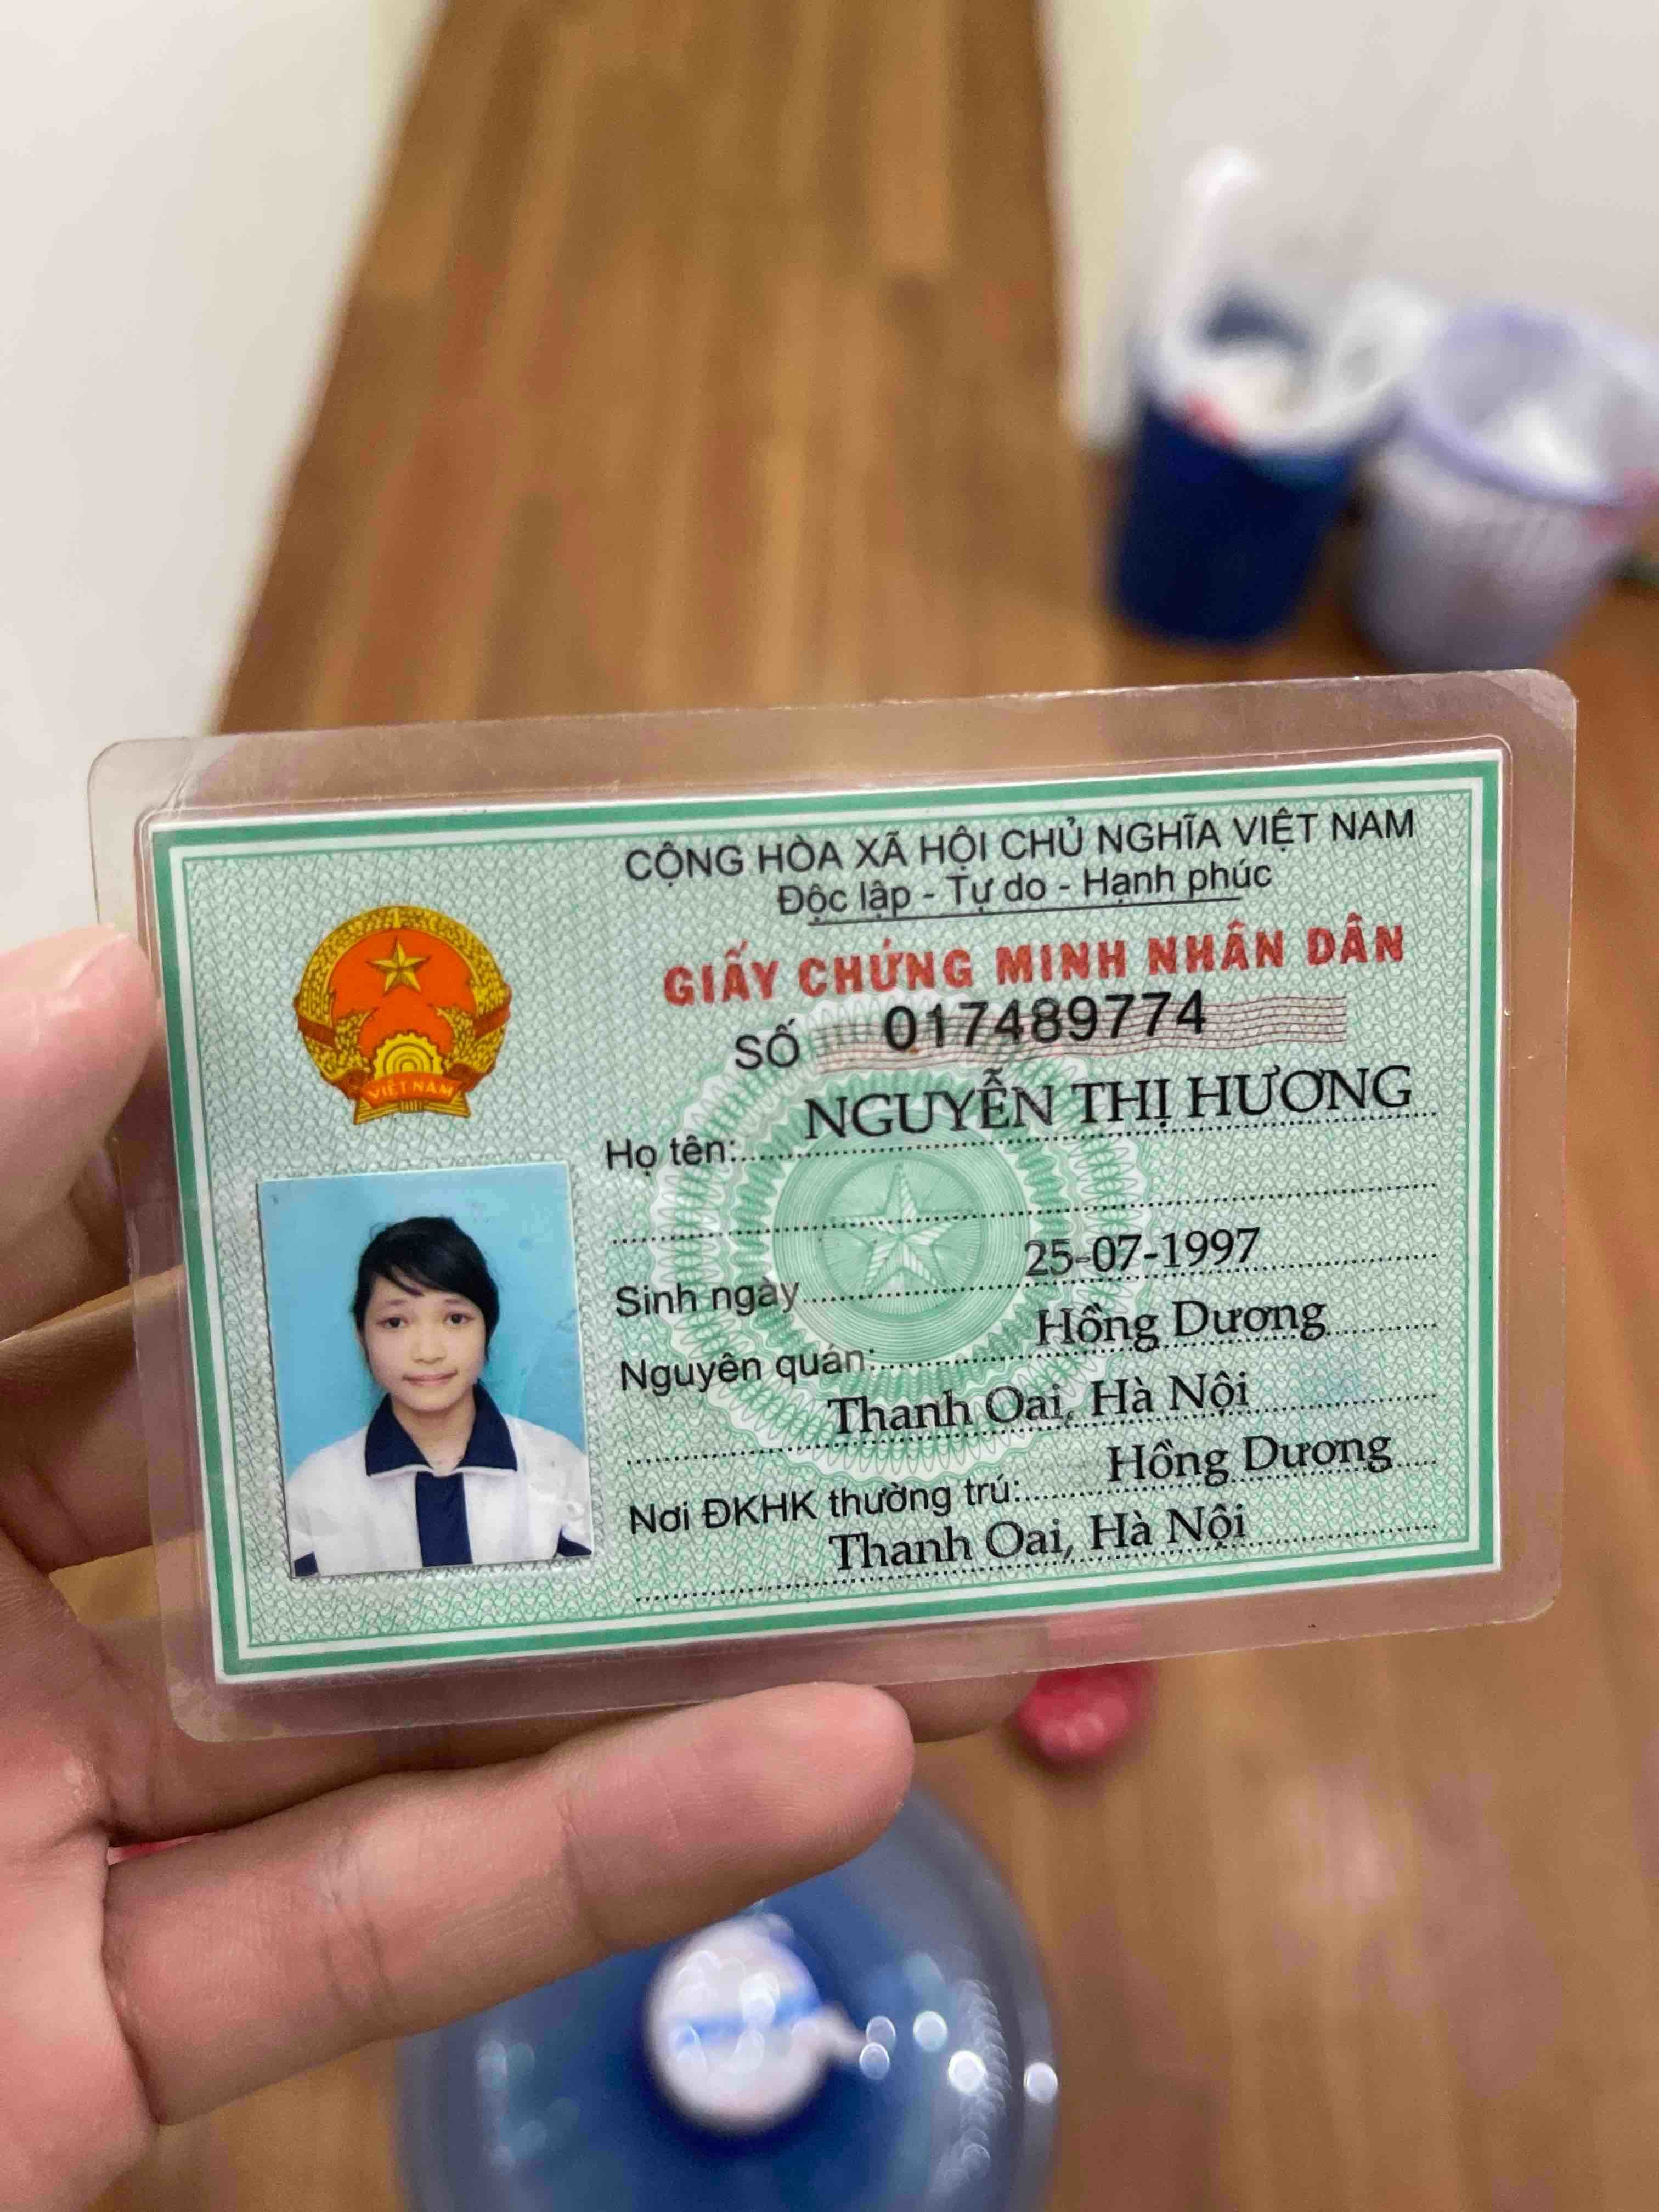 CỘNG HÒA XÃ HỘI CHỦ NGHĨA VIỆT NAM
Độc lập - Tự do - Hạnh phúc
GIẤY CHỨNG MINH NHÂN DÂN
SỐ 017489774
VIỆT NAM
Họ tên: NGUYỄN THỊ HƯƠNG
Sinh ngày 25-07-1997
Nguyên quán: Hồng Dương
Thanh Oai, Hà Nội
Nơi ĐKHK thường trú: Hồng Dương
Thanh Oai, Hà Nội